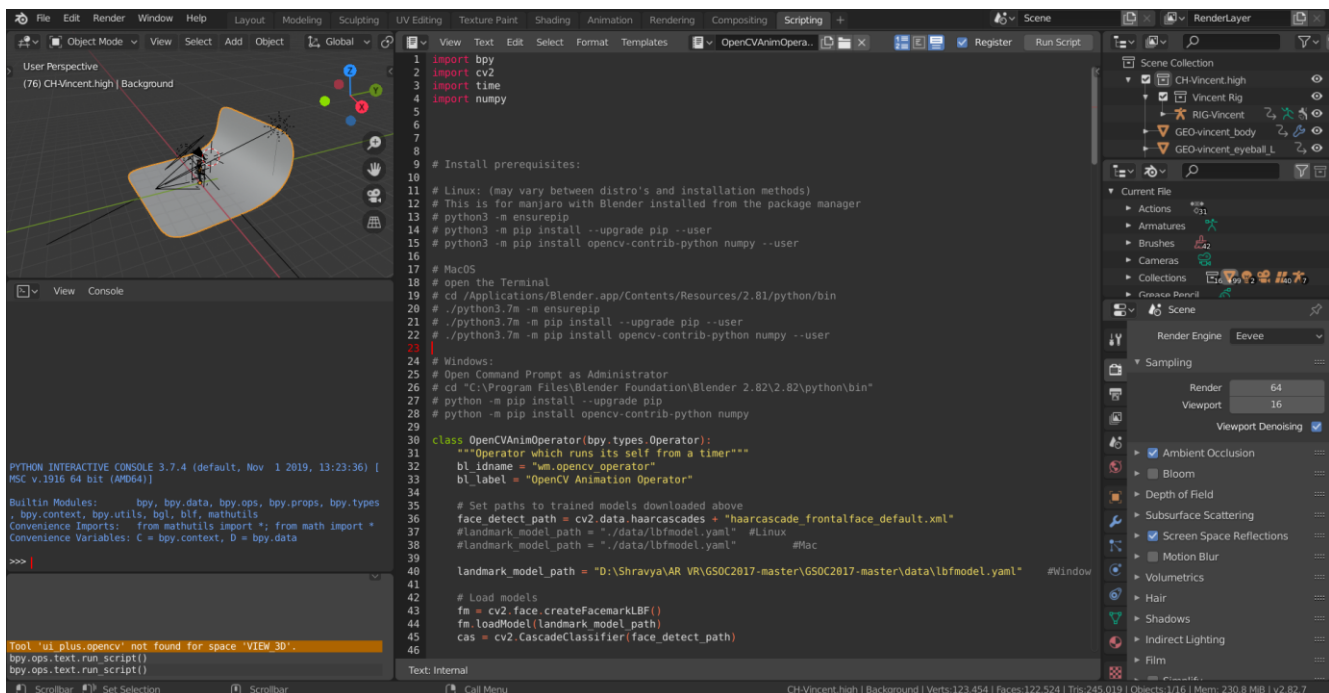 File Edit Render Window Help Layout Modeling Sculpting UV Editing Texture Paint Shading Animation Rendering Compositing Scripting + Scene RenderLayer
Object Mode View Select Add Object Global
View Text Edit Select Format Templates OpenCVAnimOpera.. Register Run Script
User Perspective
(76) CH-Vincent.high | Background
X
Y
Z
View Console
PYTHON INTERACTIVE CONSOLE 3.7.4 (default, Nov 1 2019, 13:23:36) [
MSC v.1916 64 bit (AMD64)]
Builtin Modules: bpy, bpy.data, bpy.ops, bpy.props, bpy.types
, bpy.context, bpy.utils, bgl, blf, mathutils
Convenience Imports: from mathutils import *; from math import *
Convenience Variables: C = bpy.context, D = bpy.data
>>>
Tool 'ui_plus.opencv' not found for space 'VIEW_3D'.
bpy.ops.text.run_script()
bpy.ops.text.run_script()
1 import bpy
2 import cv2
3 import time
4 import numpy
5
6
7
8
9 # Install prerequisites:
10
11 # Linux: (may vary between distro's and installation methods)
12 # This is for manjaro with Blender installed from the package manager
13 # python3 -m ensurepip
14 # python3 -m pip install --upgrade pip --user
15 # python3 -m pip install opencv-contrib-python numpy --user
16
17 # MacOS
18 # open the Terminal
19 # cd /Applications/Blender.app/Contents/Resources/2.81/python/bin
20 # ./python3.7m -m ensurepip
21 # ./python3.7m -m pip install --upgrade pip --user
22 # ./python3.7m -m pip install opencv-contrib-python numpy --user
23
24 # Windows:
25 # Open Command Prompt as Administrator
26 # cd "C:\Program Files\Blender Foundation\Blender 2.82\2.82\python\bin"
27 # python -m pip install --upgrade pip
28 # python -m pip install opencv-contrib-python numpy
29
30 class OpenCVAnimOperator(bpy.types.Operator):
31 """Operator which runs its self from a timer"""
32 bl_idname = "wm.opencv_operator"
33 bl_label = "OpenCV Animation Operator"
34
35 # Set paths to trained models downloaded above
36 face_detect_path = cv2.data.haarcascades + "haarcascade_frontalface_default.xml"
37 #landmark_model_path = "./data/lbfmodel.yaml" #Linux
38 #landmark_model_path = "./data/lbfmodel.yaml" #Mac
39
40 landmark_model_path = "D:\Shravya\AR VR\GSOC2017-master\GSOC2017-master\data\lbfmodel.yaml" #Window
41
42 # Load models
43 fm = cv2.face.createFacemarkLBF()
44 fm.loadModel(landmark_model_path)
45 cas = cv2.CascadeClassifier(face_detect_path)
46
Text: Internal
Scene Collection
CH-Vincent.high
Vincent Rig
RIG-Vincent
GEO-vincent_body
GEO-vincent_eyeball_L
Current File
Actions 31
Armatures
Brushes 42
Cameras
Collections 16 99 2 40 7
Grease Pencil
Scene
Render Engine Eevee
Sampling
Render 64
Viewport 16
Viewport Denoising
Ambient Occlusion
Bloom
Depth of Field
Subsurface Scattering
Screen Space Reflections
Motion Blur
Volumetrics
Hair
Shadows
Indirect Lighting
Film
Scrollbar Set Selection Scrollbar Call Menu CH-Vincent.high | Background | Verts:123,454 | Faces:122,524 | Tris:245,019 | Objects:1/16 | Mem: 230.8 MiB | v2.82.7